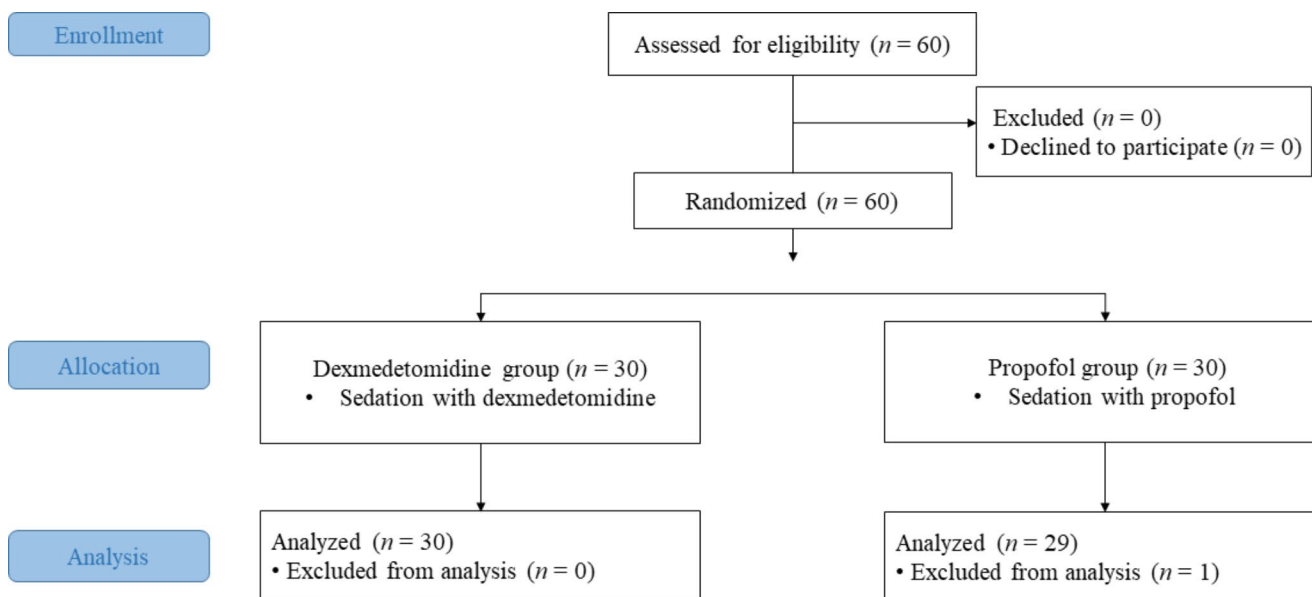 Enrollment
Assessed for eligibility (n = 60)
Excluded (n = 0)
• Declined to participate (n = 0)
Randomized (n = 60)
Allocation
Dexmedetomidine group (n = 30)
• Sedation with dexmedetomidine
Propofol group (n = 30)
• Sedation with propofol
Analysis
Analyzed (n = 30)
• Excluded from analysis (n = 0)
Analyzed (n = 29)
• Excluded from analysis (n = 1)